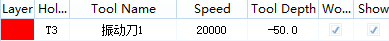 Layer Hol... Tool Name Speed Tool Depth Wo... Show
T3 振动刀1 20000 -50.0